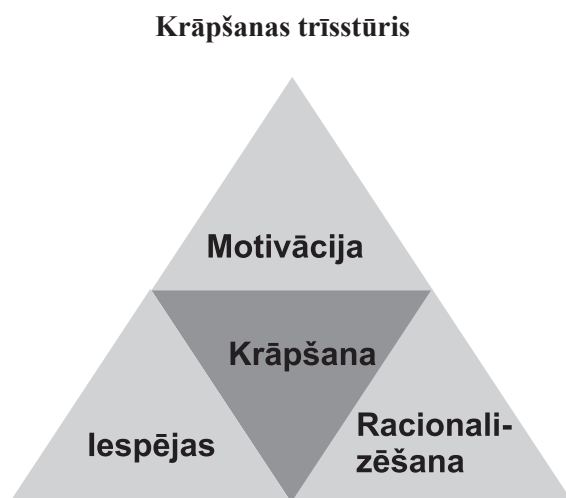 Krāpšanas trīsstūris
Motivācija
Krāpšana
Iespējas
Racionali-
zēšana